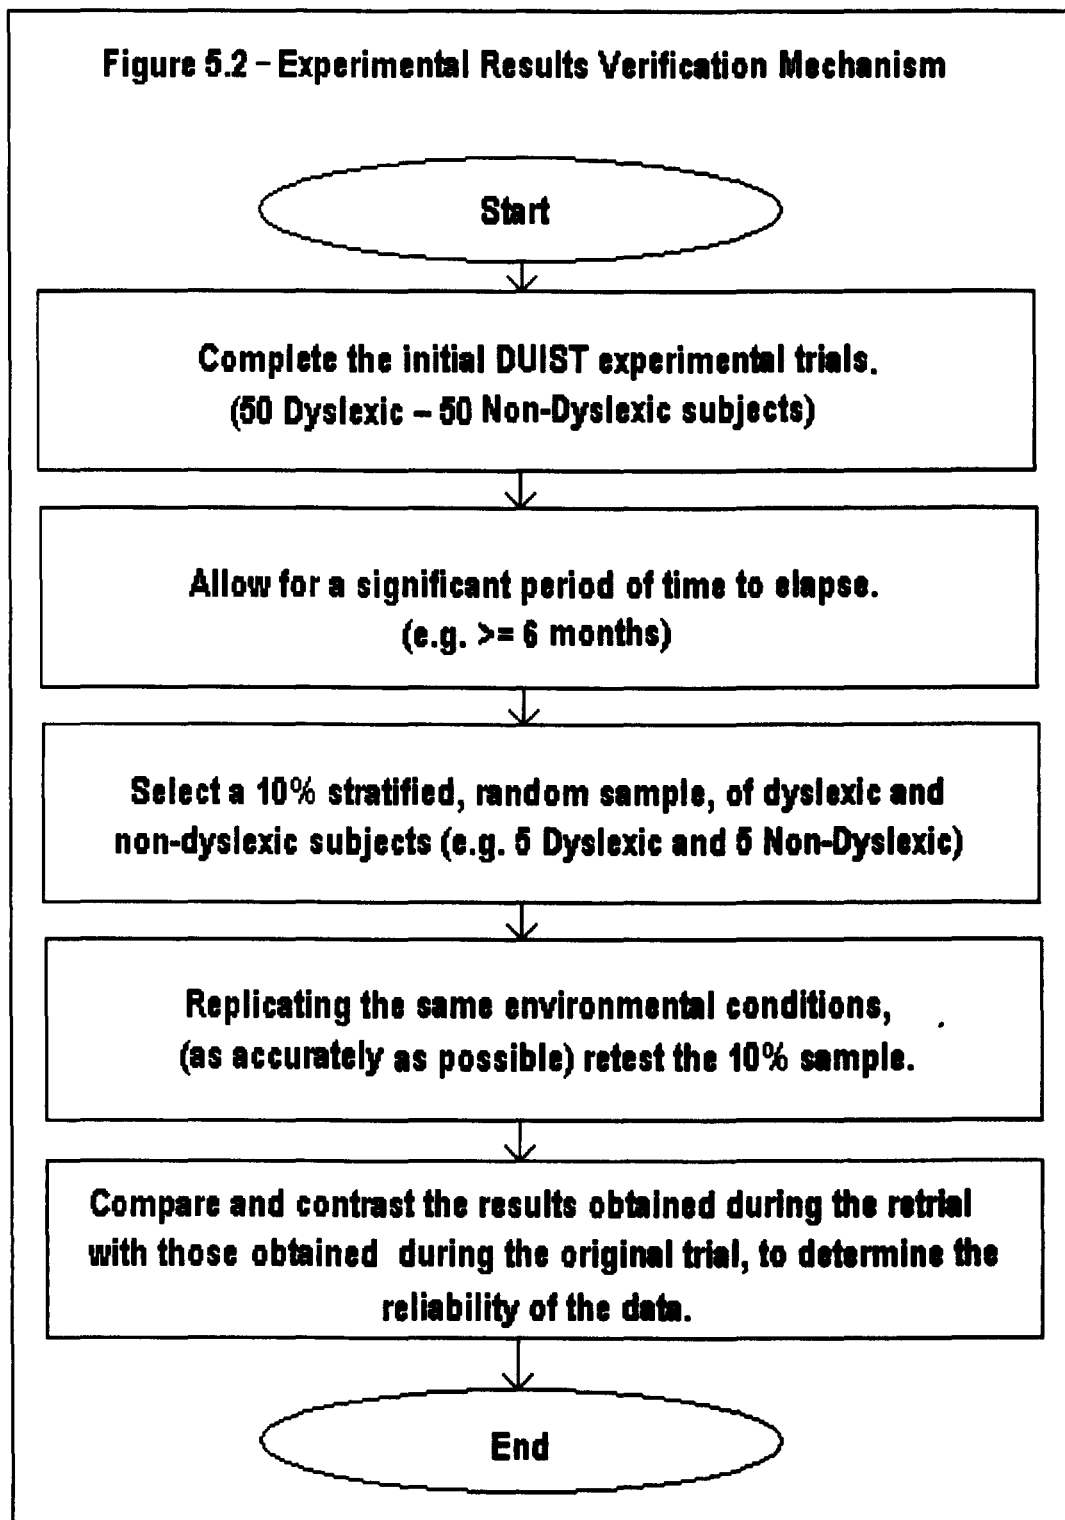 Figure 5.2 – Experimental Results Verification Mechanism
Start
Complete the initial DUIST experimental trials.
(50 Dyslexic – 50 Non-Dyslexic subjects)
Allow for a significant period of time to elapse.
(e.g. >= 6 months)
Select a 10% stratified, random sample, of dyslexic and
non-dyslexic subjects (e.g. 5 Dyslexic and 5 Non-Dyslexic)
Replicating the same environmental conditions,
(as accurately as possible) retest the 10% sample.
Compare and contrast the results obtained during the retrial
with those obtained during the original trial, to determine the
reliability of the data.
End